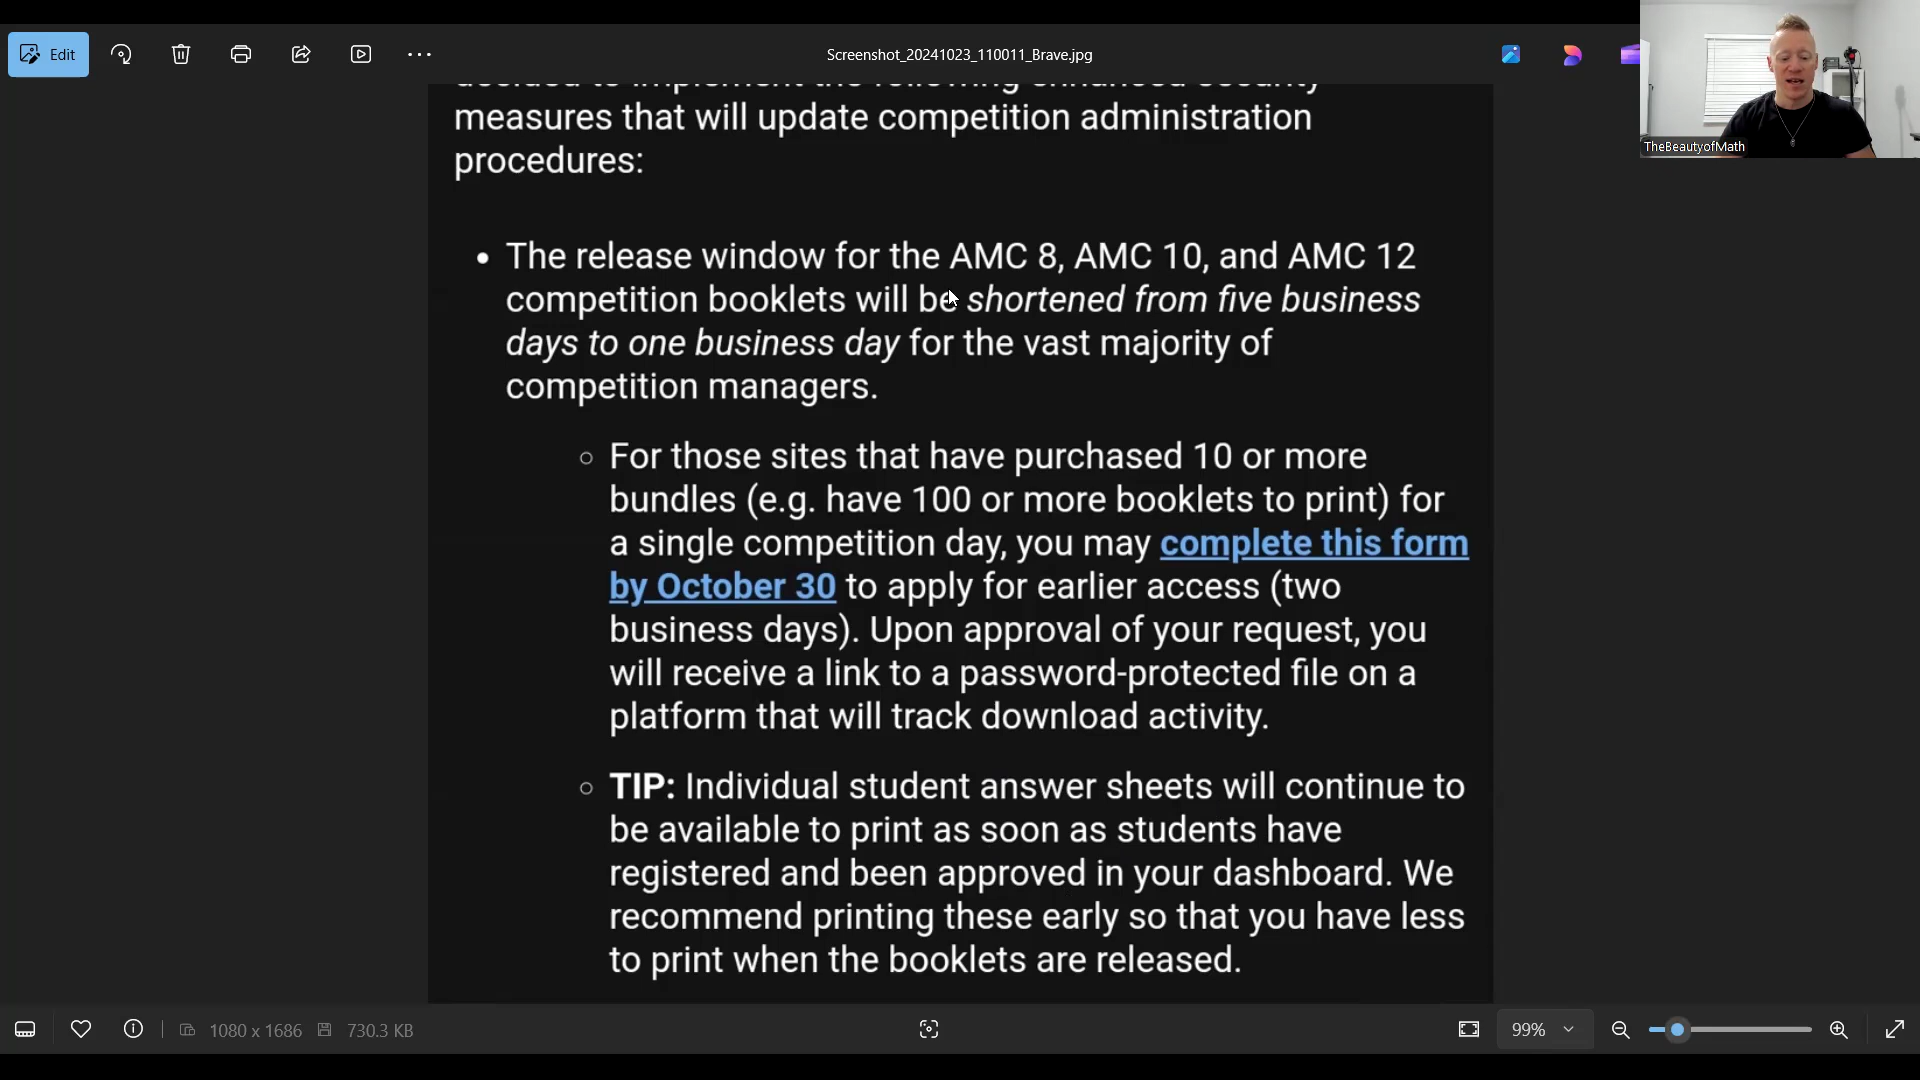 Edit
Screenshot_20241023_110011_Brave.jpg
TheBeautyofMath
decided to implement the following enhanced security
measures that will update competition administration
procedures:
• The release window for the AMC 8, AMC 10, and AMC 12
competition booklets will be shortened from five business
days to one business day for the vast majority of
competition managers.
○ For those sites that have purchased 10 or more
bundles (e.g. have 100 or more booklets to print) for
a single competition day, you may complete this form
by October 30 to apply for earlier access (two
business days). Upon approval of your request, you
will receive a link to a password-protected file on a
platform that will track download activity.
○ TIP: Individual student answer sheets will continue to
be available to print as soon as students have
registered and been approved in your dashboard. We
recommend printing these early so that you have less
to print when the booklets are released.
1080 x 1686
730.3 KB
99%